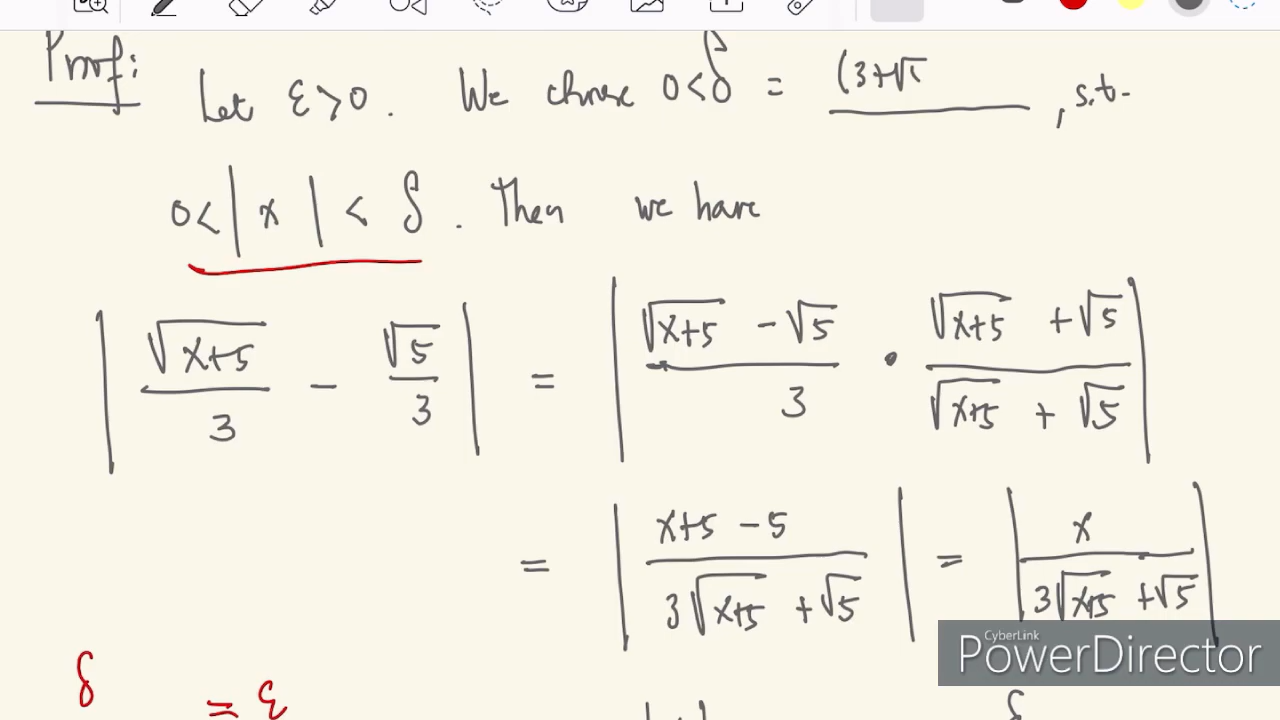 Proof: Let ε>0. We choose 0<δ = (3+√5 , s.t.
0<|x| < δ. Then we have
|√(x+5)/3 − √5/3| = |(√(x+5) − √5)/3 · (√(x+5) + √5)/(√(x+5) + √5)|
= |(x+5 − 5)/(3√(x+5) + √5)| = |x/(3√(x+5) + √5)|
CyberLink
PowerDirector
δ = ε δ